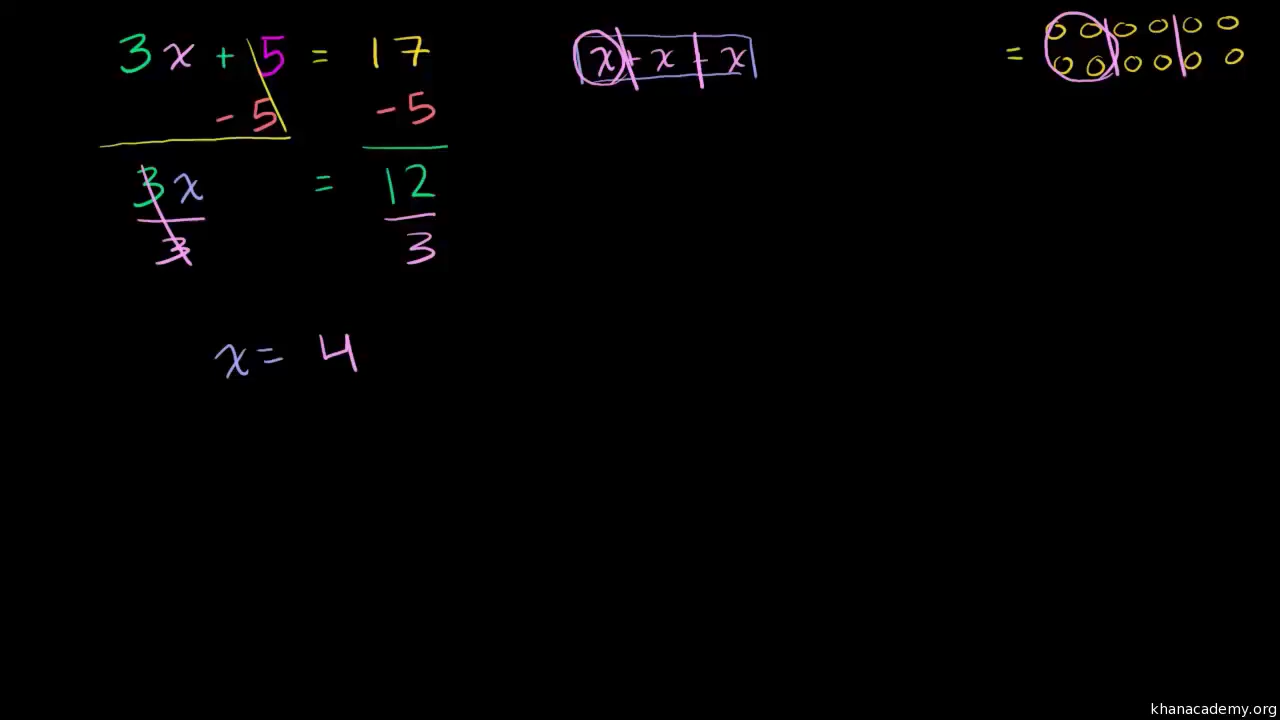 3x + 5 = 17
x + x + x =
- 5 - 5
3x = 12
3 3
x = 4
khanacademy.org